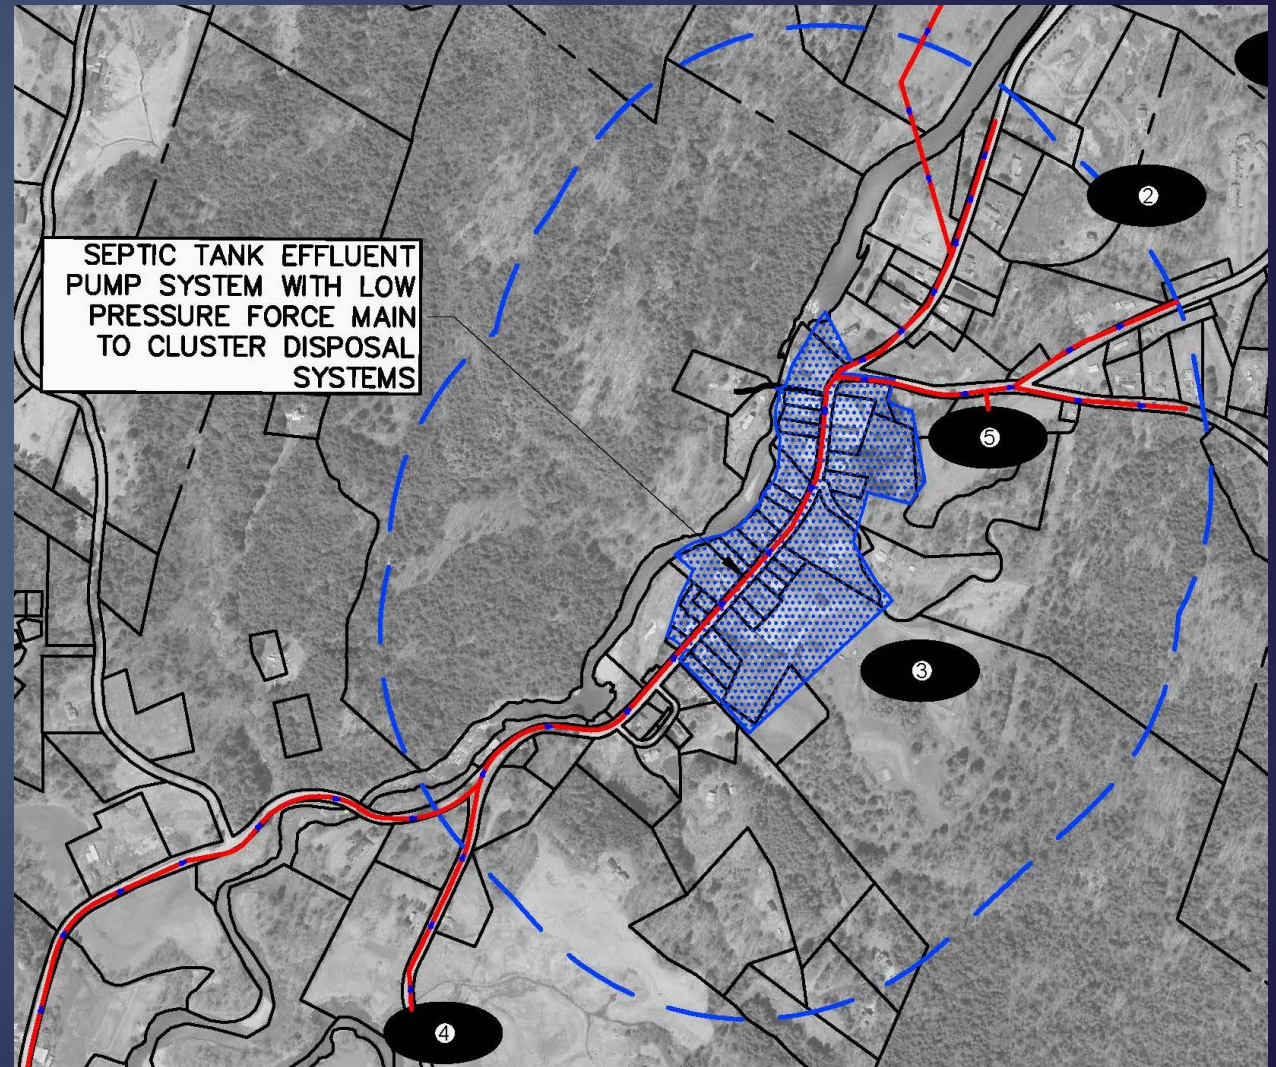 SEPTIC TANK EFFLUENT
PUMP SYSTEM WITH LOW
PRESSURE FORCE MAIN
TO CLUSTER DISPOSAL
SYSTEMS
2
5
3
4